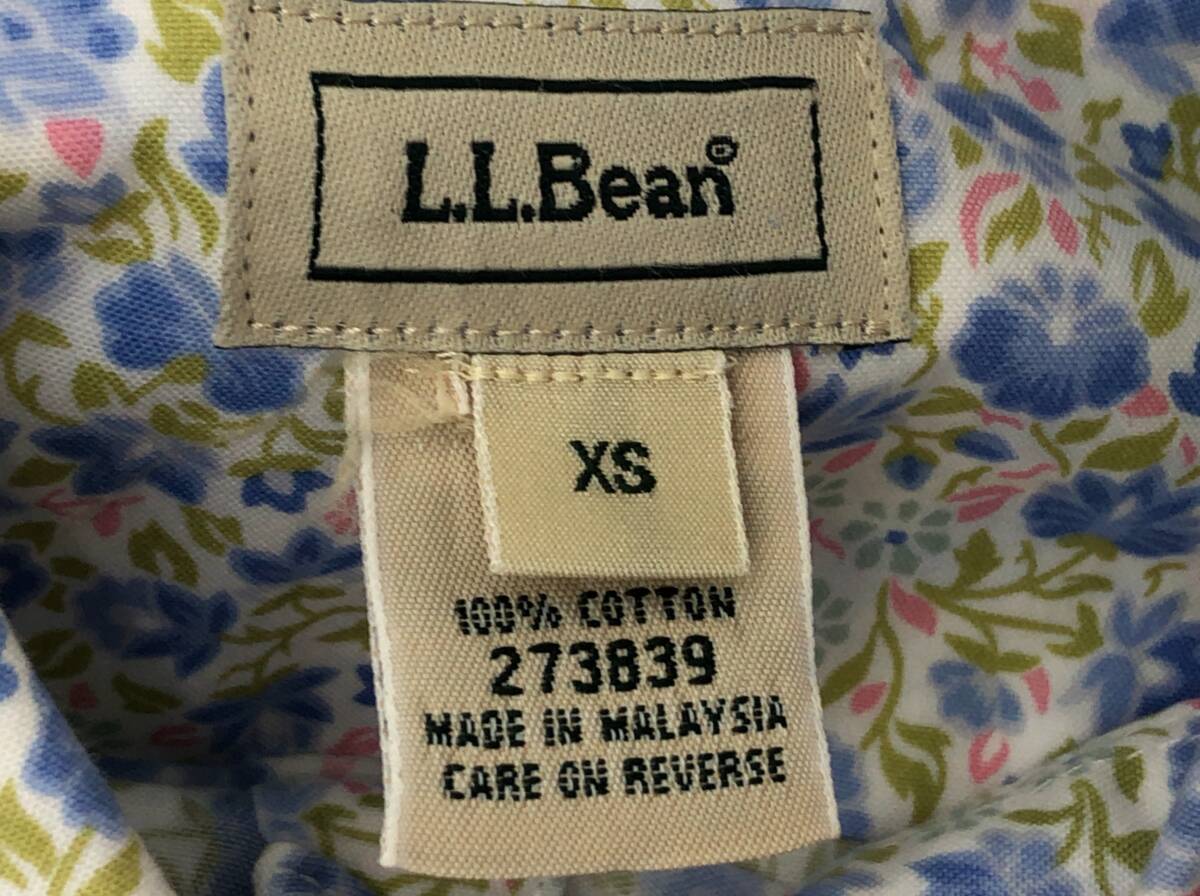 L.L.Bean®
XS
100% COTTON
273839
MADE IN MALAYSIA
CARE ON REVERSE